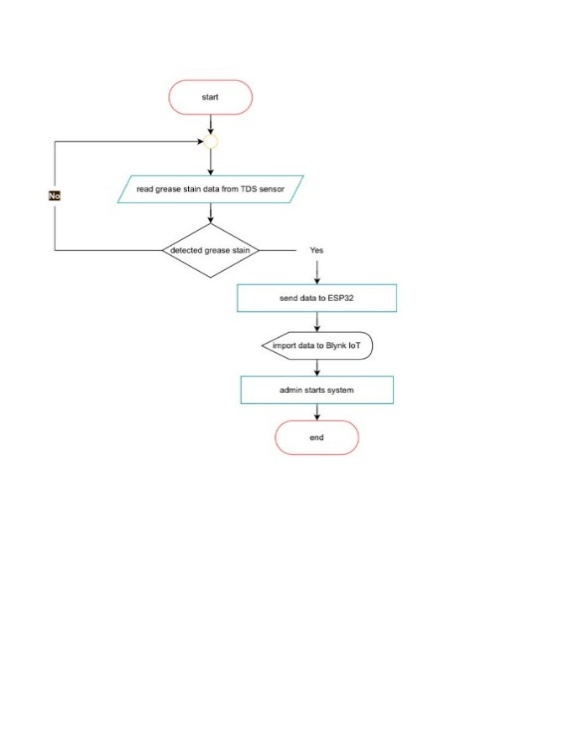 start
read grease stain data from TDS sensor
No
detected grease stain
Yes
send data to ESP32
import data to Blynk IoT
admin starts system
end